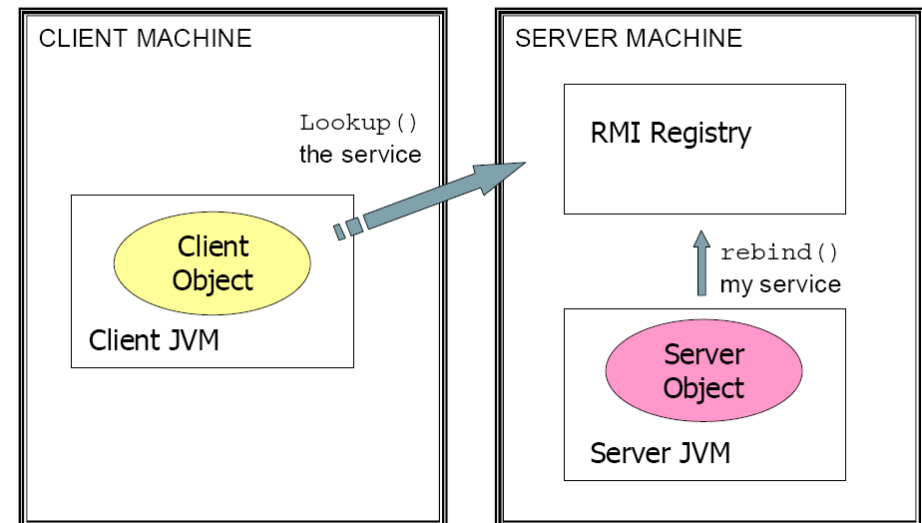 CLIENT MACHINE
Lookup()
the service
Client
Object
Client JVM
SERVER MACHINE
RMI Registry
rebind()
my service
Server
Object
Server JVM